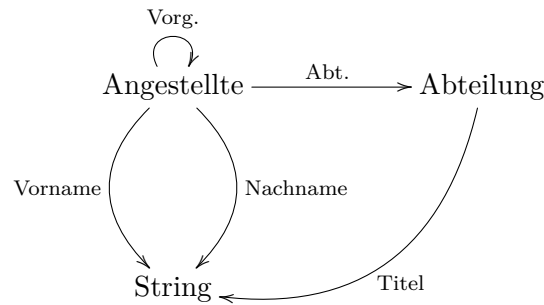 Vorg.
Angestellte
Abt.
Abteilung
Vorname
Nachname
Titel
String